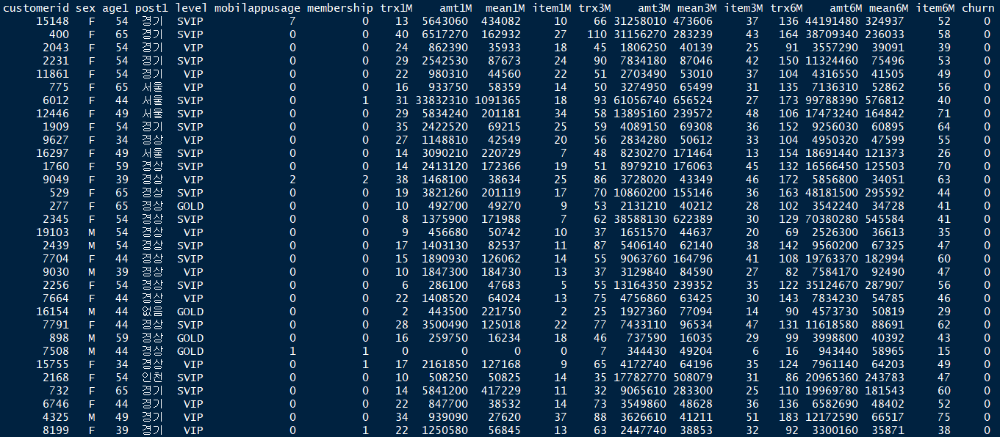 customerid sex age1 post1 level mobilappusage membership trx1M amt1M mean1M item1M trx3M amt3M mean3M item3M trx6M amt6M mean6M item6M churn
15148 F 54 경기 SVIP 7 0 13 5643060 434082 10 66 31258010 473606 37 136 44191480 324937 52 0
400 F 65 경기 SVIP 0 0 40 6517270 162932 27 110 31156270 283239 43 164 38709340 236033 58 0
2043 F 54 경기 VIP 0 0 24 862390 35933 18 45 1806250 40139 25 91 3557290 39091 39 0
2231 F 54 경기 SVIP 0 0 29 2542530 87673 24 90 7834180 87046 42 150 11324460 75496 53 0
11861 F 54 경기 VIP 0 0 22 980310 44560 22 51 2703490 53010 37 104 4316550 41505 49 0
775 F 65 서울 VIP 0 0 16 933750 58359 14 50 3274950 65499 31 135 7136310 52862 56 0
6012 F 44 서울 SVIP 0 1 31 33832310 1091365 18 93 61056740 656524 27 173 99788390 576812 40 0
12446 F 49 서울 SVIP 0 0 29 5834240 201181 34 58 13895160 239572 48 106 17473240 164842 71 0
1909 F 54 경기 SVIP 0 0 35 2422520 69215 25 59 4089150 69308 36 152 9256030 60895 64 0
9627 F 34 경상 VIP 0 0 27 1148810 42549 20 56 2834280 50612 33 104 4950320 47599 55 0
16297 F 49 서울 SVIP 0 0 14 3090210 220729 7 48 8230270 171464 13 154 18691440 121373 26 0
1760 F 59 경상 SVIP 0 0 14 2413120 172366 19 51 8979210 176063 45 132 16566450 125503 70 0
9049 F 39 경상 VIP 2 2 38 1468100 38634 25 86 3728020 43349 46 172 5856800 34051 63 0
529 F 65 경상 SVIP 0 0 19 3821260 201119 17 70 10860200 155146 36 163 48181500 295592 44 0
277 F 65 경상 GOLD 0 0 10 492700 49270 9 53 2131210 40212 28 102 3542240 34728 41 0
2345 F 54 경상 SVIP 0 0 8 1375900 171988 7 62 38588130 622389 30 129 70380280 545584 41 0
19103 M 54 경상 VIP 0 0 9 456680 50742 10 37 1651570 44637 20 69 2526300 36613 35 0
2439 M 54 경상 SVIP 0 0 17 1403130 82537 11 87 5406140 62140 38 142 9560200 67325 47 0
7704 F 44 경상 SVIP 0 0 15 1890930 126062 14 55 9063760 164796 41 108 19763370 182994 60 0
9030 M 39 경상 VIP 0 0 10 1847300 184730 13 37 3129840 84590 27 82 7584170 92490 47 0
2256 F 54 경상 SVIP 0 0 6 286100 47683 5 55 13164350 239352 35 122 35124670 287907 56 0
7664 F 44 경상 VIP 0 0 22 1408520 64024 13 75 4756860 63425 30 143 7834230 54785 46 0
16154 M 44 없음 GOLD 0 0 2 443500 221750 2 25 1927360 77094 14 90 4573730 50819 29 0
7791 F 44 경상 SVIP 0 0 28 3500490 125018 22 77 7433110 96534 47 131 11618580 88691 62 0
898 M 59 경상 GOLD 0 0 16 259750 16234 18 46 737590 16035 29 99 3998800 40392 43 0
7508 M 44 경상 GOLD 1 1 0 0 0 0 7 344430 49204 6 16 943440 58965 15 0
15755 F 34 경상 VIP 0 1 17 2161850 127168 9 65 4172740 64196 35 124 7961140 64203 49 0
2168 F 54 인천 SVIP 0 0 10 508250 50825 14 35 17782770 508079 31 86 20965360 243783 47 0
732 F 65 경기 SVIP 0 0 14 5841200 417229 11 32 9065610 283300 25 110 19969780 181543 60 0
6746 F 44 경기 VIP 0 0 22 847700 38532 14 73 3549860 48628 36 136 6582690 48402 52 0
4325 M 49 경기 VIP 0 0 34 939090 27620 37 88 3626610 41211 51 183 12172590 66517 75 0
8199 F 39 경기 VIP 0 1 22 1250580 56845 13 63 2447740 38853 32 92 3300160 35871 38 0